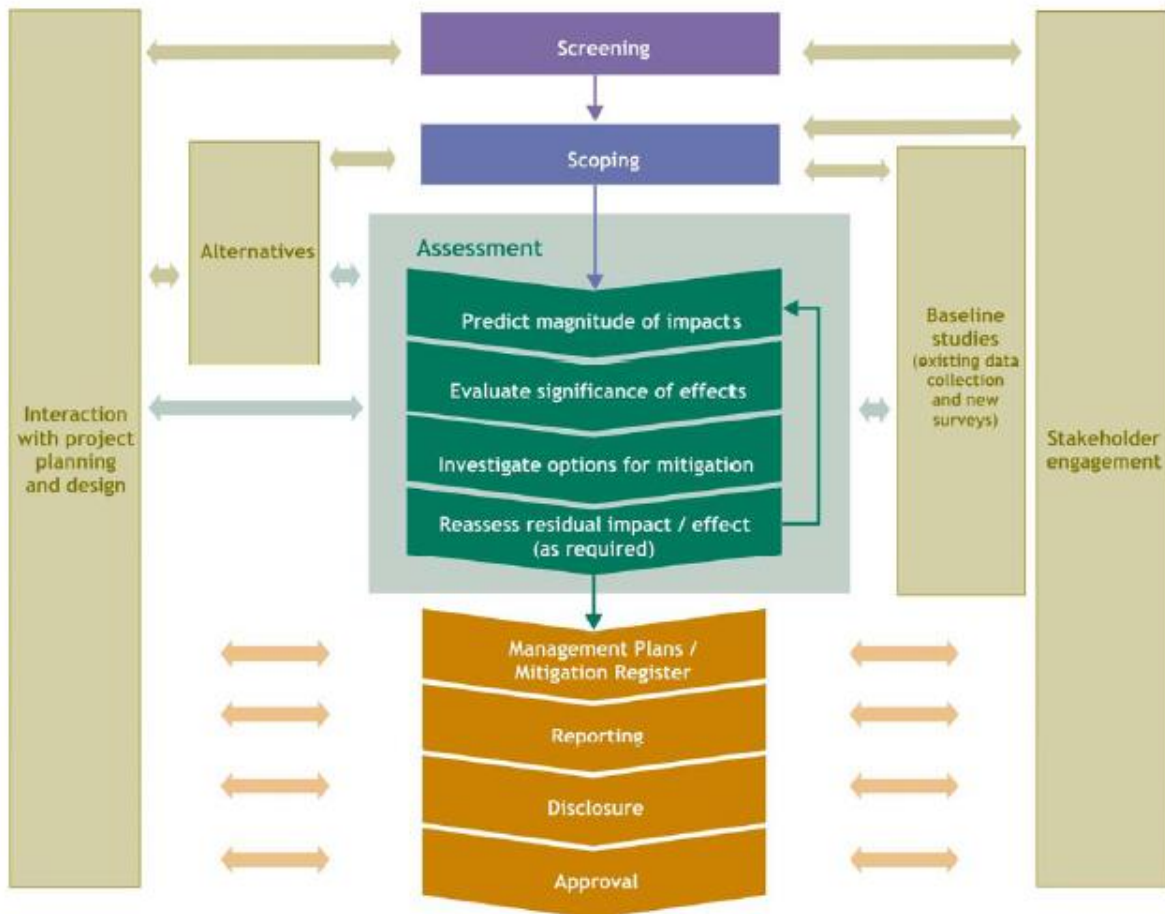 Screening
Scoping
Alternatives
Assessment
Predict magnitude of impacts
Evaluate significance of effects
Investigate options for mitigation
Reassess residual impact / effect
(as required)
Baseline
studies
(existing data
collection
and new
surveys)
Interaction
with project
planning
and design
Stakeholder
engagement
Management Plans /
Mitigation Register
Reporting
Disclosure
Approval